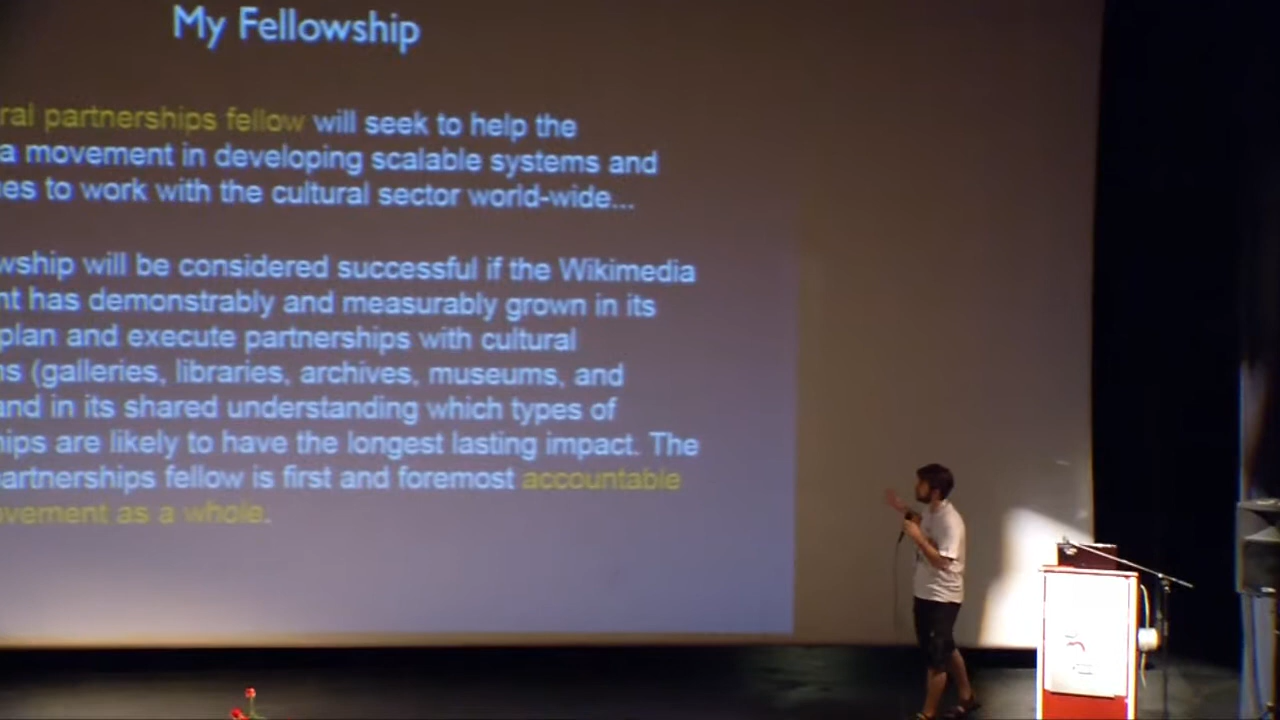 My Fellowship
ral partnerships fellow will seek to help the
a movement in developing scalable systems and
es to work with the cultural sector world-wide...
wship will be considered successful if the Wikimedia
nt has demonstrably and measurably grown in its
plan and execute partnerships with cultural
ns (galleries, libraries, archives, museums, and
and in its shared understanding which types of
hips are likely to have the longest lasting impact. The
artnerships fellow is first and foremost accountable
vement as a whole.